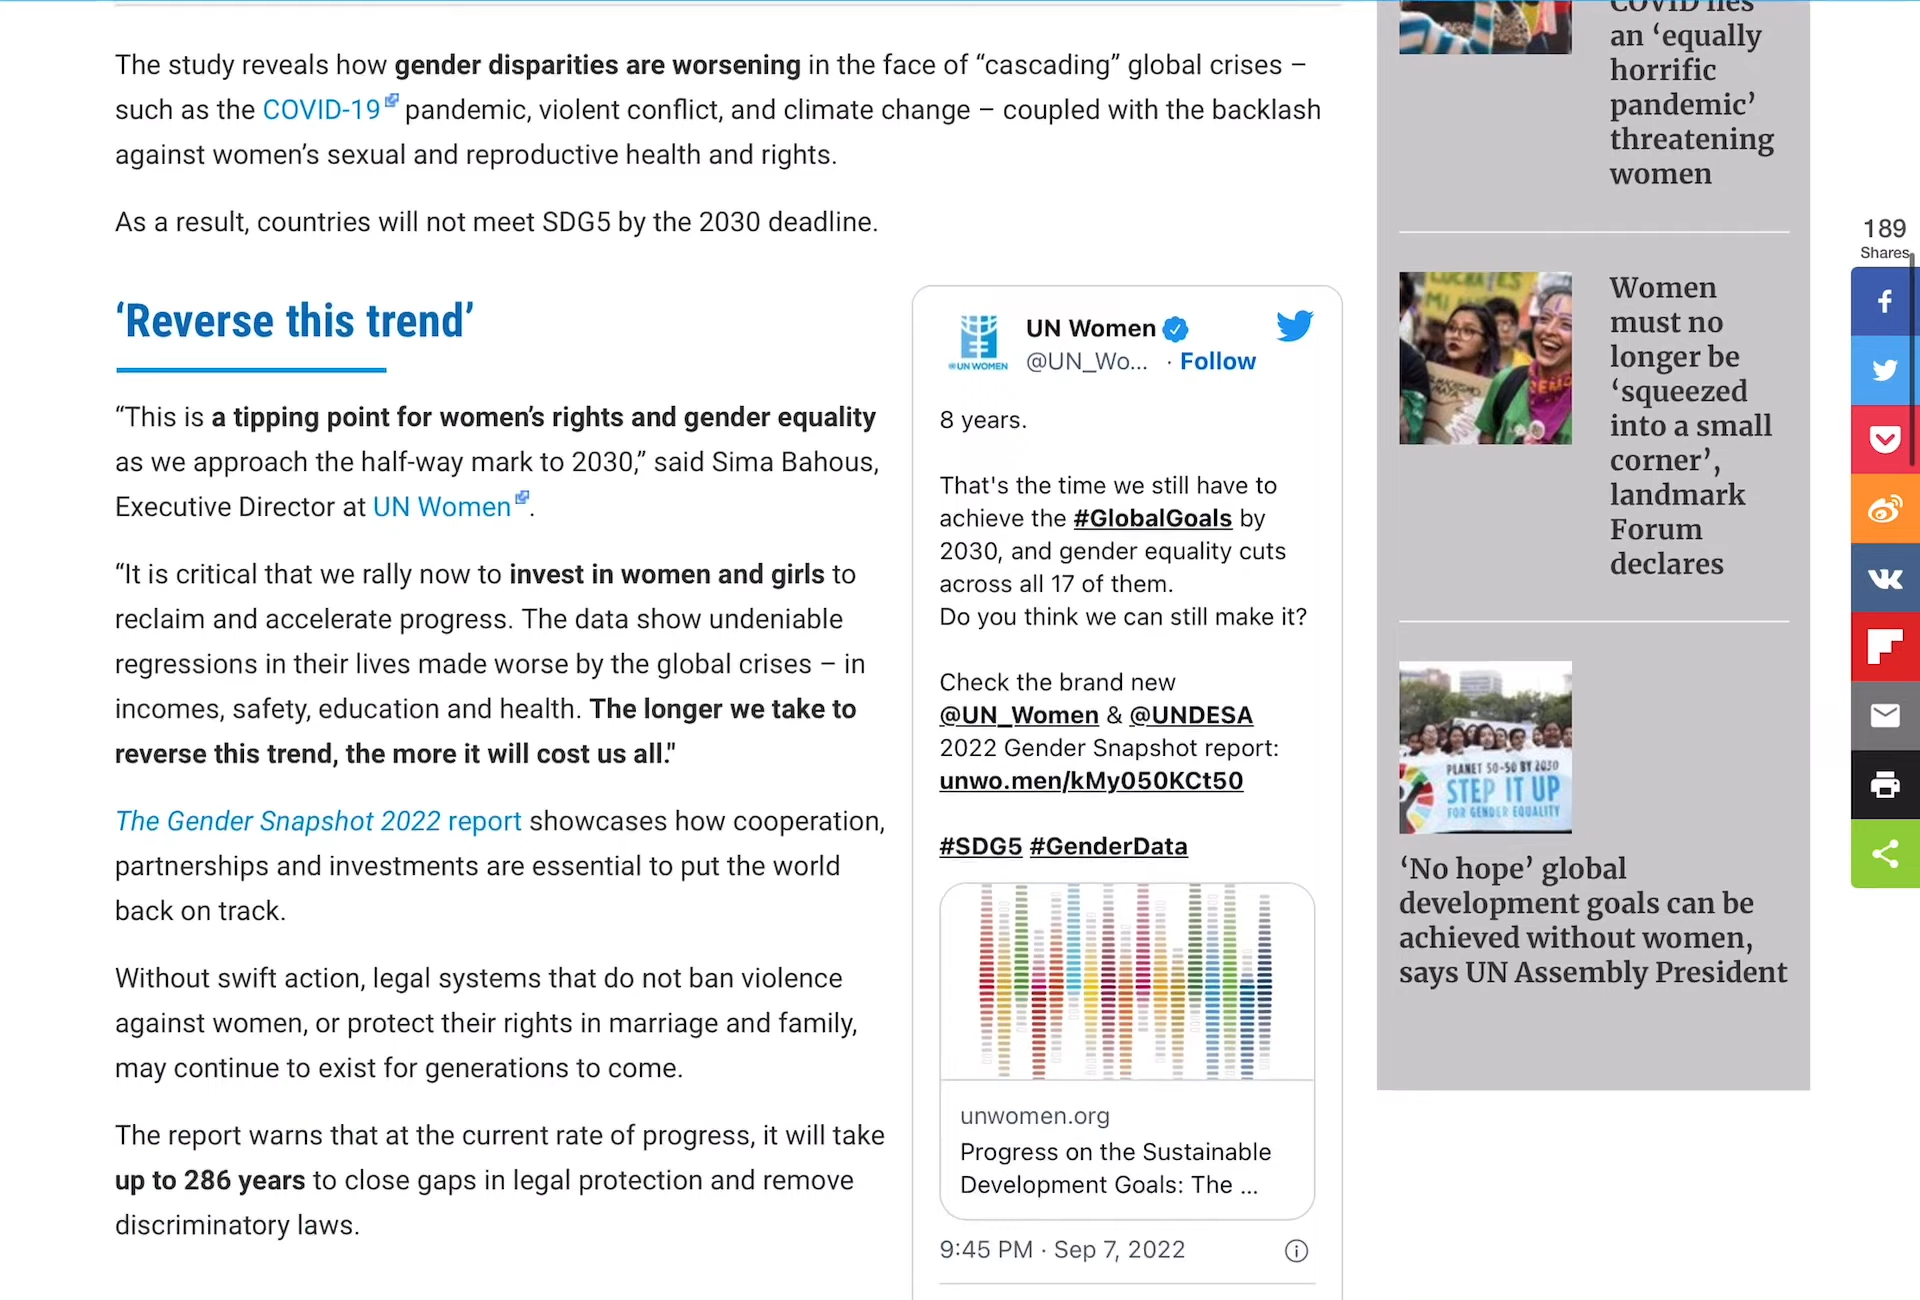 The study reveals how gender disparities are worsening in the face of “cascading” global crises –
such as the COVID-19 pandemic, violent conflict, and climate change – coupled with the backlash
against women’s sexual and reproductive health and rights.
As a result, countries will not meet SDG5 by the 2030 deadline.
‘Reverse this trend’
“This is a tipping point for women’s rights and gender equality
as we approach the half-way mark to 2030,” said Sima Bahous,
Executive Director at UN Women.
“It is critical that we rally now to invest in women and girls to
reclaim and accelerate progress. The data show undeniable
regressions in their lives made worse by the global crises – in
incomes, safety, education and health. The longer we take to
reverse this trend, the more it will cost us all."
The Gender Snapshot 2022 report showcases how cooperation,
partnerships and investments are essential to put the world
back on track.
Without swift action, legal systems that do not ban violence
against women, or protect their rights in marriage and family,
may continue to exist for generations to come.
The report warns that at the current rate of progress, it will take
up to 286 years to close gaps in legal protection and remove
discriminatory laws.
UN WOMEN
UN Women
@UN_Wo... · Follow
8 years.
That's the time we still have to
achieve the #GlobalGoals by
2030, and gender equality cuts
across all 17 of them.
Do you think we can still make it?
Check the brand new
@UN_Women & @UNDESA
2022 Gender Snapshot report:
unwo.men/kMy050KCt50
#SDG5 #GenderData
unwomen.org
Progress on the Sustainable
Development Goals: The ...
9:45 PM · Sep 7, 2022
COVID lies
an ‘equally
horrific
pandemic’
threatening
women
Women
must no
longer be
‘squeezed
into a small
corner’,
landmark
Forum
declares
PLANET 50-50 BY 2030
STEP IT UP
FOR GENDER EQUALITY
‘No hope’ global
development goals can be
achieved without women,
says UN Assembly President
189
Shares